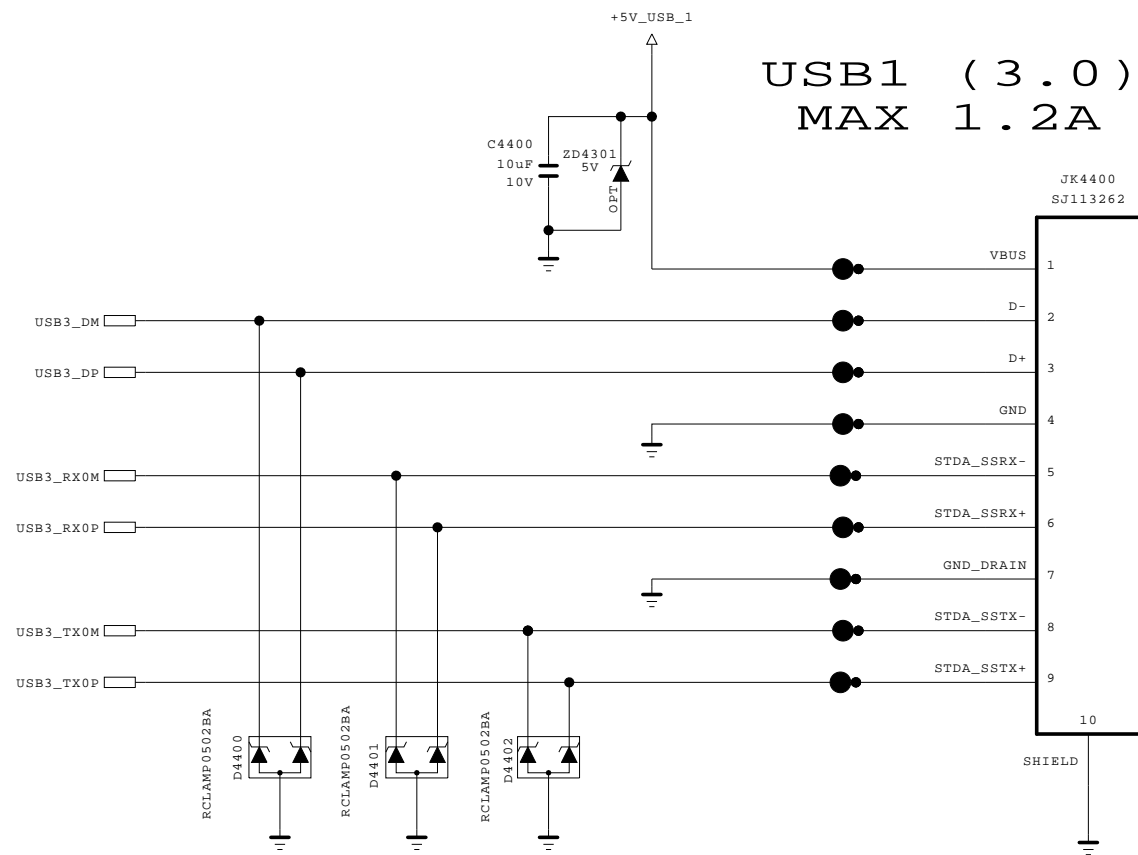 +5V_USB_1
USB1 (3.0)
MAX 1.2A
C4400
10uF
10V
ZD4301
5V
OPT
JK4400
SJ113262
VBUS
1
USB3_DM
D-
2
USB3_DP
D+
3
GND
4
USB3_RX0M
STDA_SSRX-
5
USB3_RX0P
STDA_SSRX+
6
GND_DRAIN
7
USB3_TX0M
STDA_SSTX-
8
USB3_TX0P
STDA_SSTX+
9
10
SHIELD
RCLAMP0502BA
D4400
RCLAMP0502BA
D4401
RCLAMP0502BA
D4402